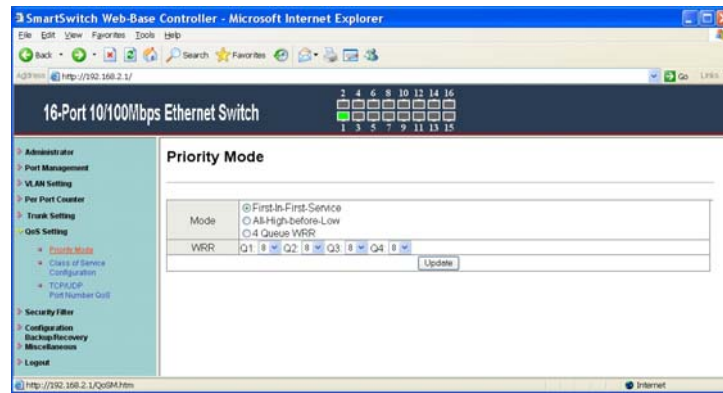 SmartSwitch Web-Base Controller - Microsoft Internet Explorer
File Edit View Favorites Tools Help
Back Search Favorites
Address http://192.168.2.1/ Go Links
16-Port 10/100Mbps Ethernet Switch
2 4 6 8 10 12 14 16
1 3 5 7 9 11 13 15
Administrator
Port Management
VLAN Setting
Per Port Counter
Trunk Setting
QoS Setting
Priority Mode
Class of Service
Configuration
TCP/UDP
Port Number QoS
Security Filter
Configuration
Backup/Recovery
Miscellaneous
Logout
Priority Mode
Mode
First-In-First-Service
All-High-before-Low
4 Queue WRR
WRR Q1: 8 Q2: 8 Q3: 8 Q4: 8
Update
http://192.168.2.1/QoSM.htm Internet